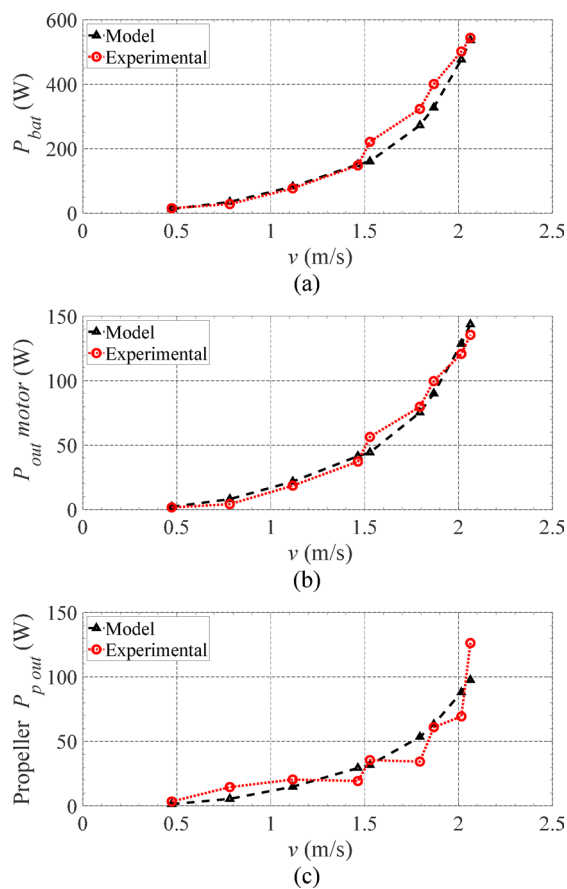 600
400
200
0
P_bat (W)
Model
Experimental
0 0.5 1 1.5 2 2.5
v (m/s)
(a)
150
100
50
0
P_out motor (W)
Model
Experimental
0 0.5 1 1.5 2 2.5
v (m/s)
(b)
150
100
50
0
Propeller P_p out (W)
Model
Experimental
0 0.5 1 1.5 2 2.5
v (m/s)
(c)